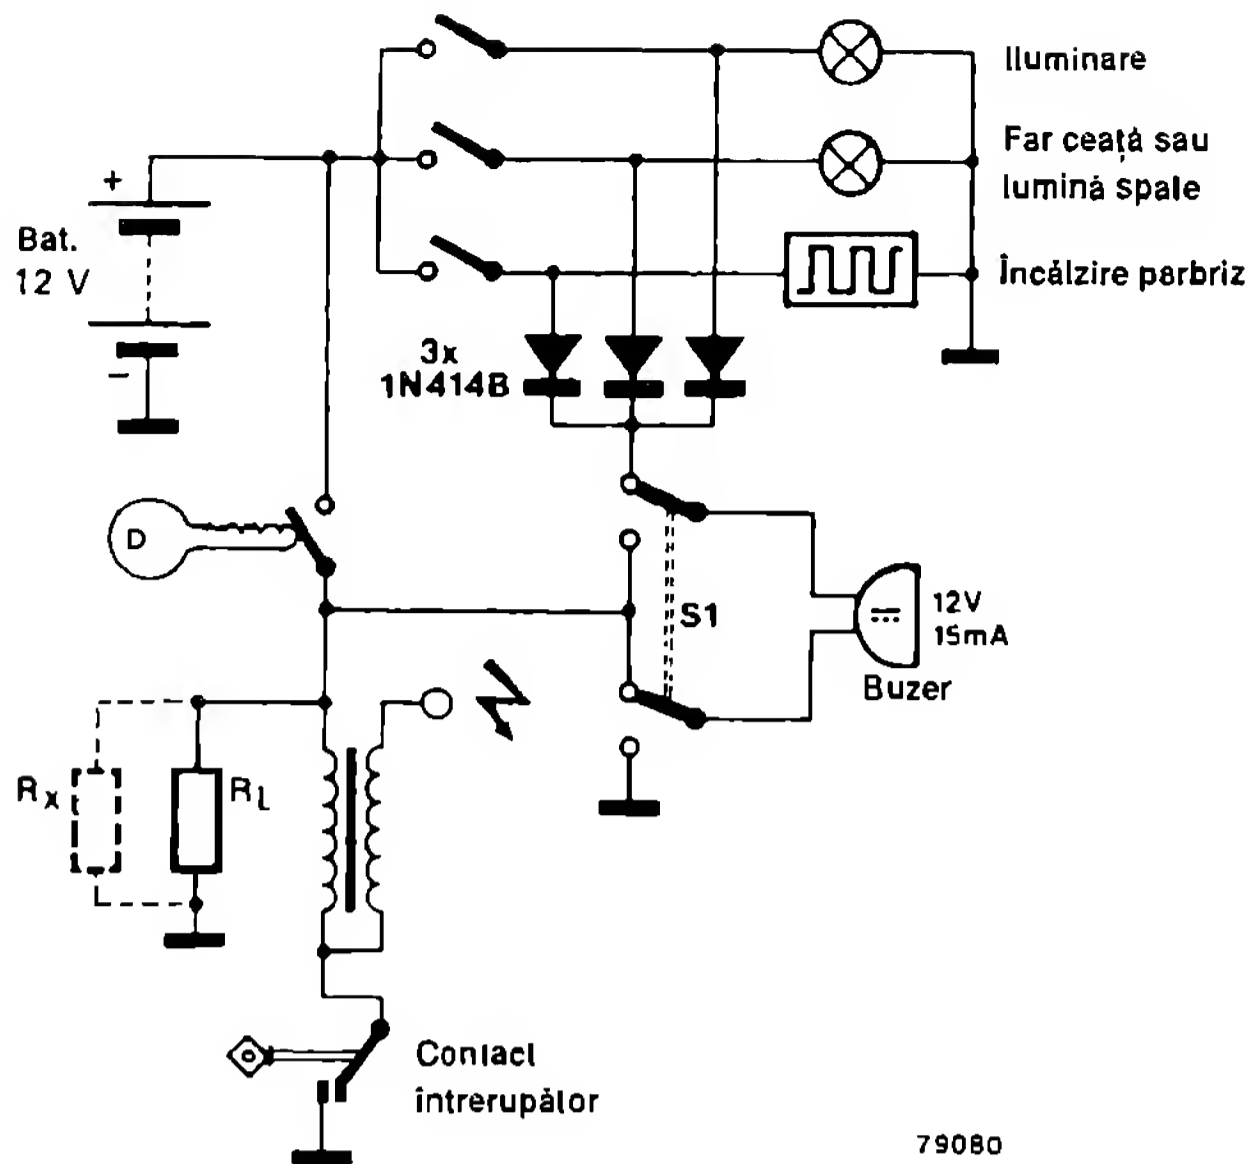 Iluminare
Far ceață sau
lumină spale
Încălzire parbriz
+
Bat.
12 V
−
3x
1N414B
D
S1
12V
15mA
Buzer
Rx
RL
Contact
întrerupător
79080